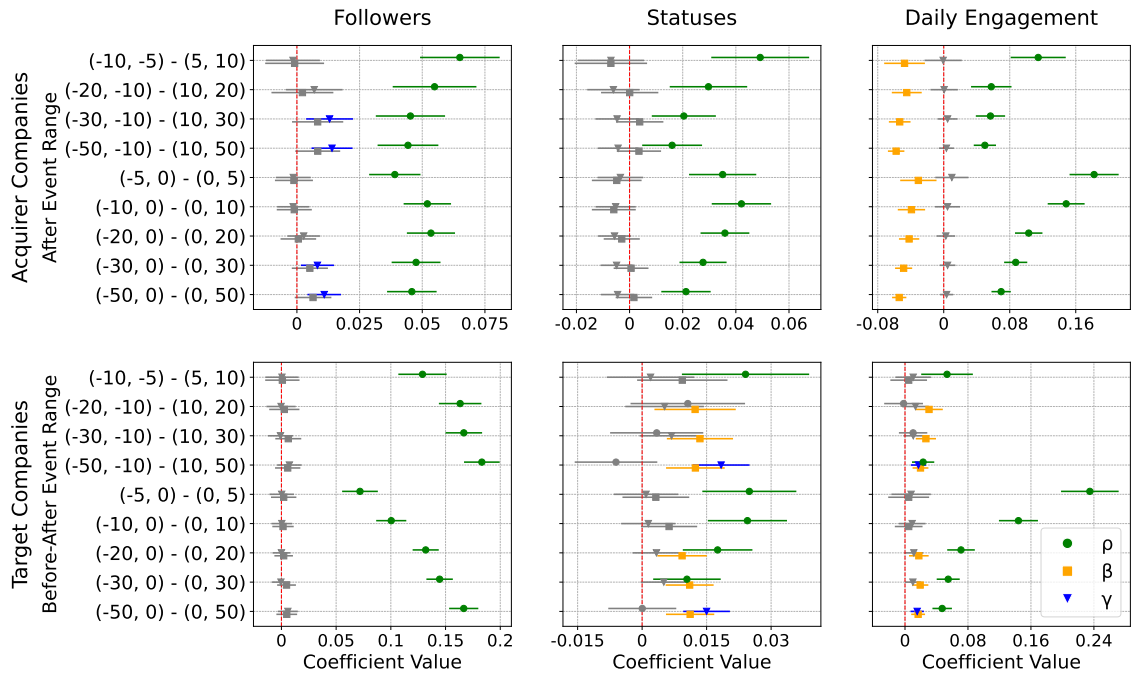 Followers
Statuses
Daily Engagement
Acquirer Companies
After Event Range
(-10, -5) - (5, 10)
(-20, -10) - (10, 20)
(-30, -10) - (10, 30)
(-50, -10) - (10, 50)
(-5, 0) - (0, 5)
(-10, 0) - (0, 10)
(-20, 0) - (0, 20)
(-30, 0) - (0, 30)
(-50, 0) - (0, 50)
0 0.025 0.05 0.075
-0.02 0 0.02 0.04 0.06
-0.08 0 0.08 0.16
Target Companies
Before-After Event Range
(-10, -5) - (5, 10)
(-20, -10) - (10, 20)
(-30, -10) - (10, 30)
(-50, -10) - (10, 50)
(-5, 0) - (0, 5)
(-10, 0) - (0, 10)
(-20, 0) - (0, 20)
(-30, 0) - (0, 30)
(-50, 0) - (0, 50)
ρ
β
γ
0 0.05 0.1 0.15 0.2
-0.015 0 0.015 0.03
0 0.08 0.16 0.24
Coefficient Value
Coefficient Value
Coefficient Value